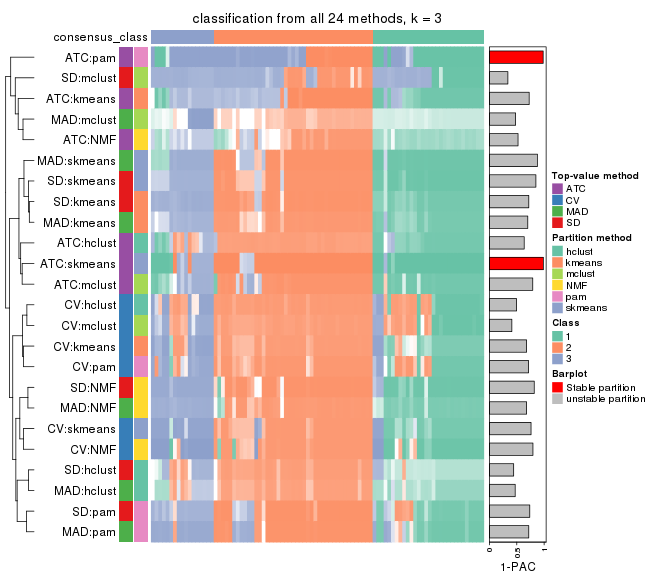 classification from all 24 methods, k = 3
consensus_class
ATC:pam
SD:mclust
ATC:kmeans
MAD:mclust
ATC:NMF
MAD:skmeans
SD:skmeans
SD:kmeans
MAD:kmeans
ATC:hclust
ATC:skmeans
ATC:mclust
CV:hclust
CV:mclust
CV:kmeans
CV:pam
SD:NMF
MAD:NMF
CV:skmeans
CV:NMF
SD:hclust
MAD:hclust
SD:pam
MAD:pam
0
0.5
1
1-PAC
Top-value method
ATC
CV
MAD
SD
Partition method
hclust
kmeans
mclust
NMF
pam
skmeans
Class
1
2
3
Barplot
Stable partition
unstable partition